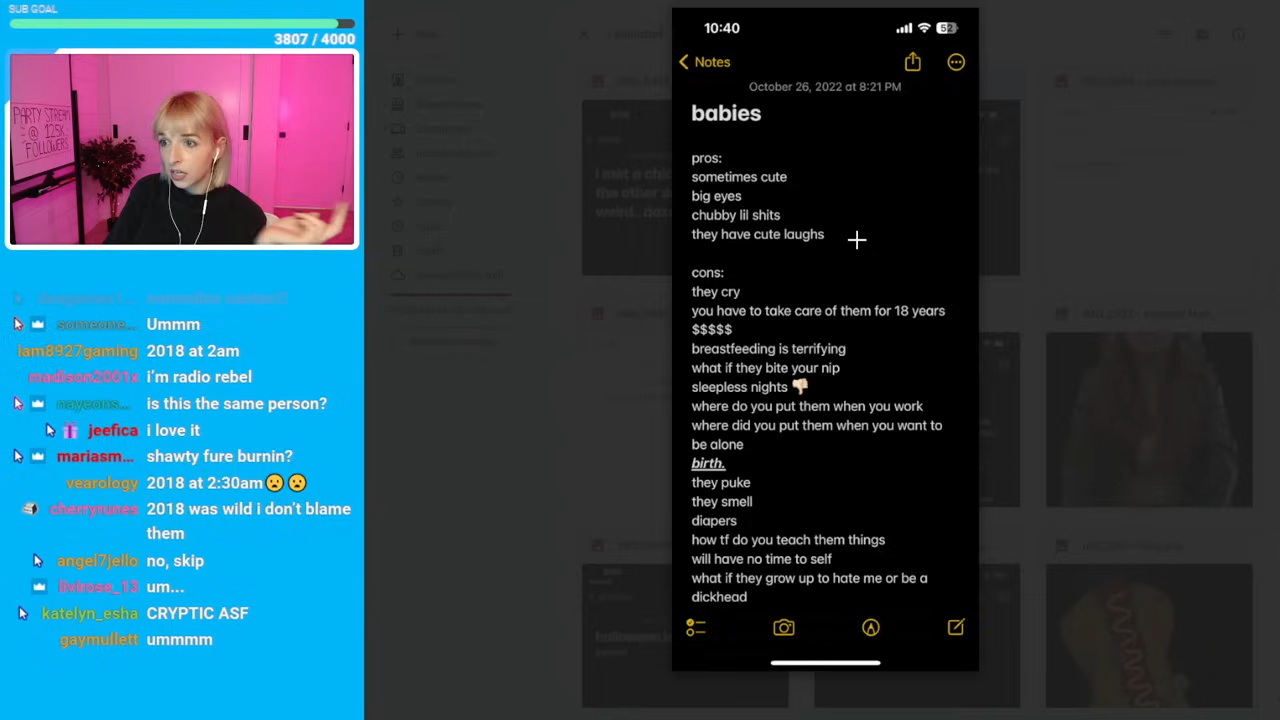 SUB GOAL
3807 / 4000
PARTY STREAM
@ 125K
FOLLOWERS
someone... Ummm
iam8927gaming 2018 at 2am
madison2001x i'm radio rebel
nayeons... is this the same person?
jeefica i love it
mariasm... shawty fure burnin?
vearology 2018 at 2:30am😦😦
cherryrunes 2018 was wild i don't blame
them
angel7jello no, skip
livirose_13 um...
katelyn_esha CRYPTIC ASF
gaymullett ummmm
10:40
52
Notes
October 26, 2022 at 8:21 PM
babies
pros:
sometimes cute
big eyes
chubby lil shits
they have cute laughs
cons:
they cry
you have to take care of them for 18 years
$$$$$
breastfeeding is terrifying
what if they bite your nip
sleepless nights 👎🏻
where do you put them when you work
where did you put them when you want to
be alone
birth.
they puke
they smell
diapers
how tf do you teach them things
will have no time to self
what if they grow up to hate me or be a
dickhead